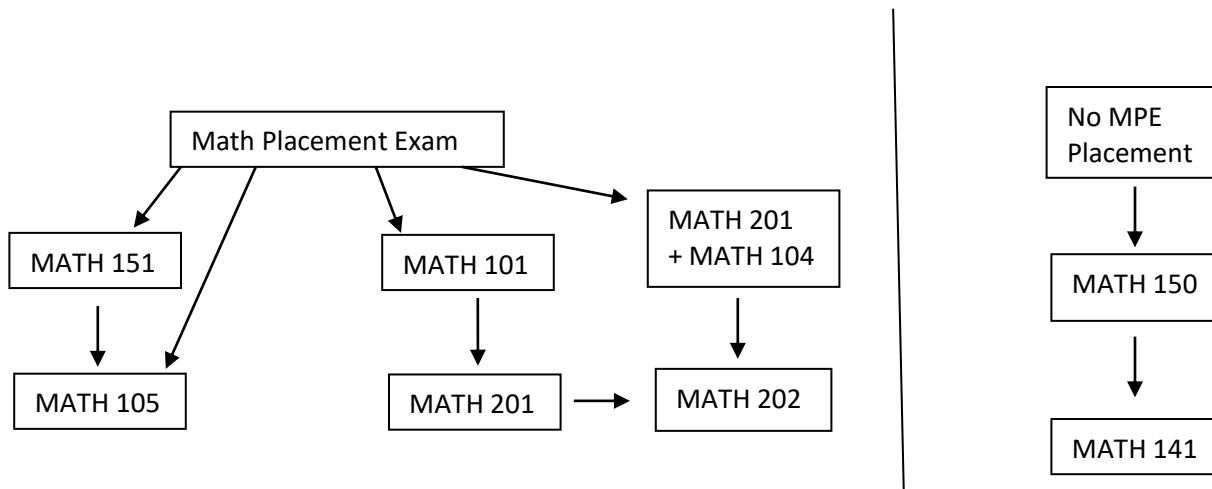 Math Placement Exam
MATH 151
MATH 101
MATH 201
+ MATH 104
MATH 105
MATH 201
MATH 202
No MPE
Placement
MATH 150
MATH 141